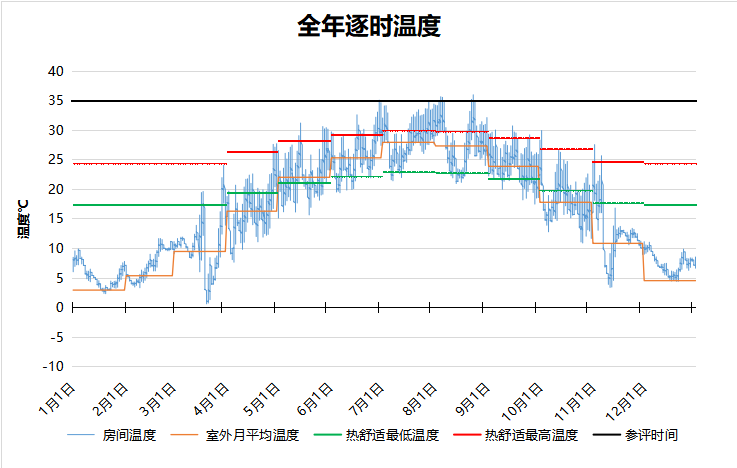 全年逐时温度
温度℃
40
35
30
25
20
15
10
5
0
-5
-10
1月1日
2月1日
3月1日
4月1日
5月1日
6月1日
7月1日
8月1日
9月1日
10月1日
11月1日
12月1日
房间温度 室外月平均温度 热舒适最低温度 热舒适最高温度 参评时间